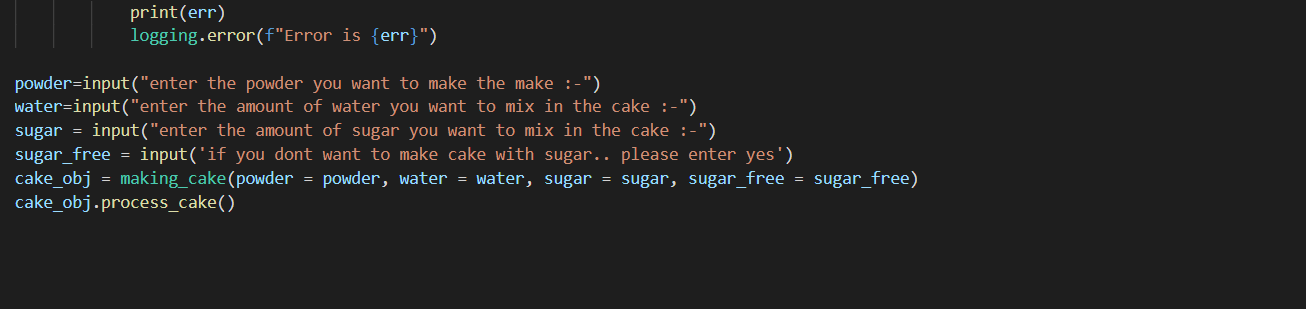 print(err)
logging.error(f"Error is {err}")
powder=input("enter the powder you want to make the make :-")
water=input("enter the amount of water you want to mix in the cake :-")
sugar = input("enter the amount of sugar you want to mix in the cake :-")
sugar_free = input('if you dont want to make cake with sugar.. please enter yes')
cake_obj = making_cake(powder = powder, water = water, sugar = sugar, sugar_free = sugar_free)
cake_obj.process_cake()